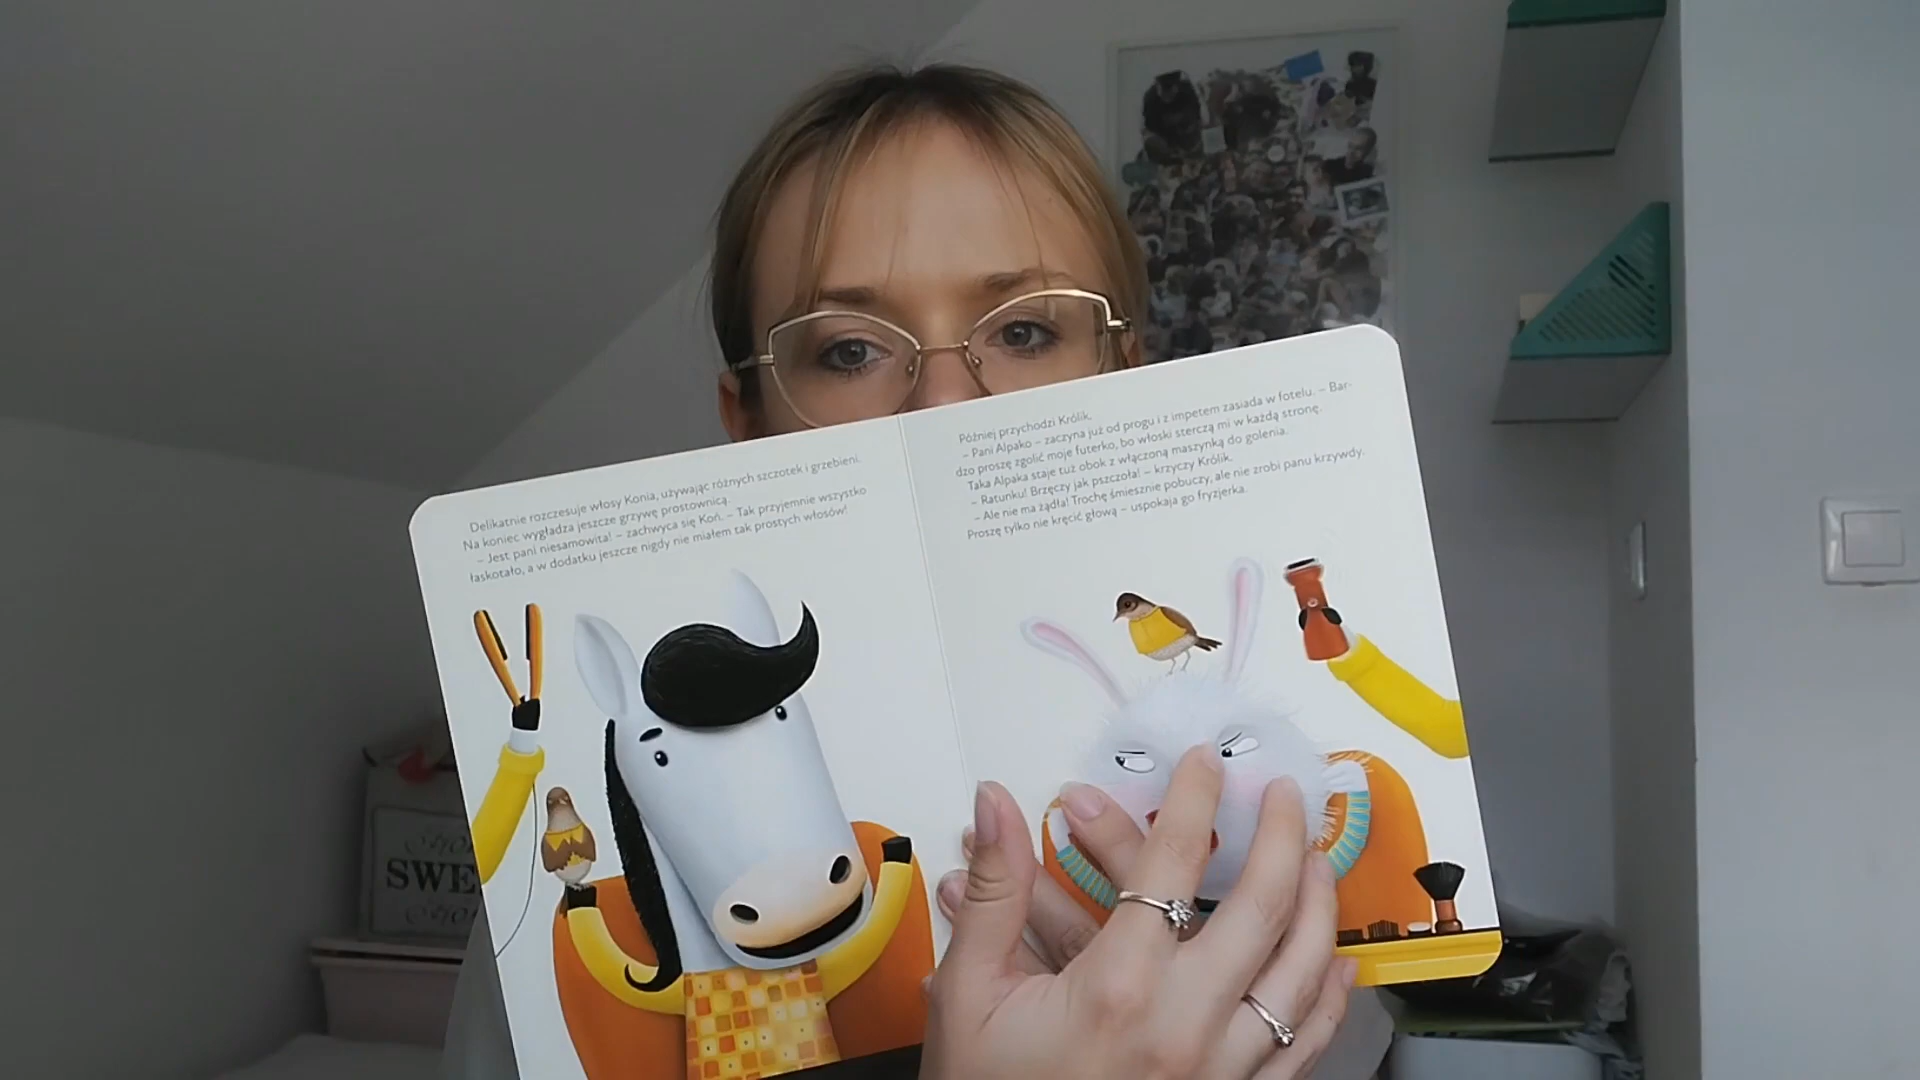 Delikatnie rozczesuje włosy Konia, używając różnych szczotek i grzebieni.
Na koniec wygładza jeszcze grzywę prostownicą.
– Jest pani niesamowita! – zachwyca się Koń. – Tak przyjemnie wszystko
łaskotało, a w dodatku jeszcze nigdy nie miałem tak prostych włosów!
Później przychodzi Królik.
– Pani Alpako – zaczyna już od progu i z impetem zasiada w fotelu. – Bar-
dzo proszę zgolić moje futerko, bo włoski sterczą mi w każdą stronę.
Taka Alpaka staje tuż obok z włączoną maszynką do golenia.
– Ratunku! Brzęczy jak pszczoła! – krzyczy Królik.
– Ale nie ma żądła! Trochę śmiesznie pobuczy, ale nie zrobi panu krzywdy.
Proszę tylko nie kręcić głową – uspokaja go fryzjerka.
SWE